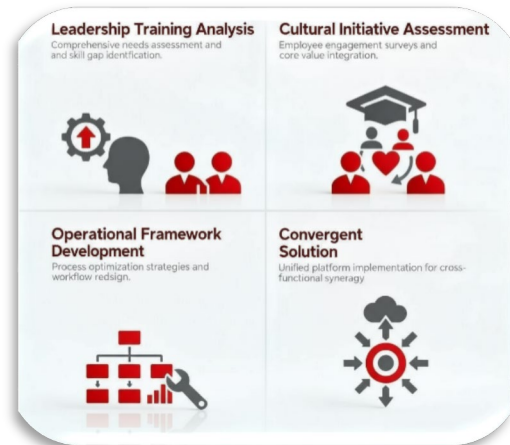 Leadership Training Analysis
Comprehensive needs assessment and
and skill gap identfication.
Cultural Initiative Assessment
Employee engagement surveys and
core value integration.
Operational Framework
Development
Process optimization strategies and
workflow redsign.
Convergent
Solution
Unified platform implementation for cross-
functional syneragy